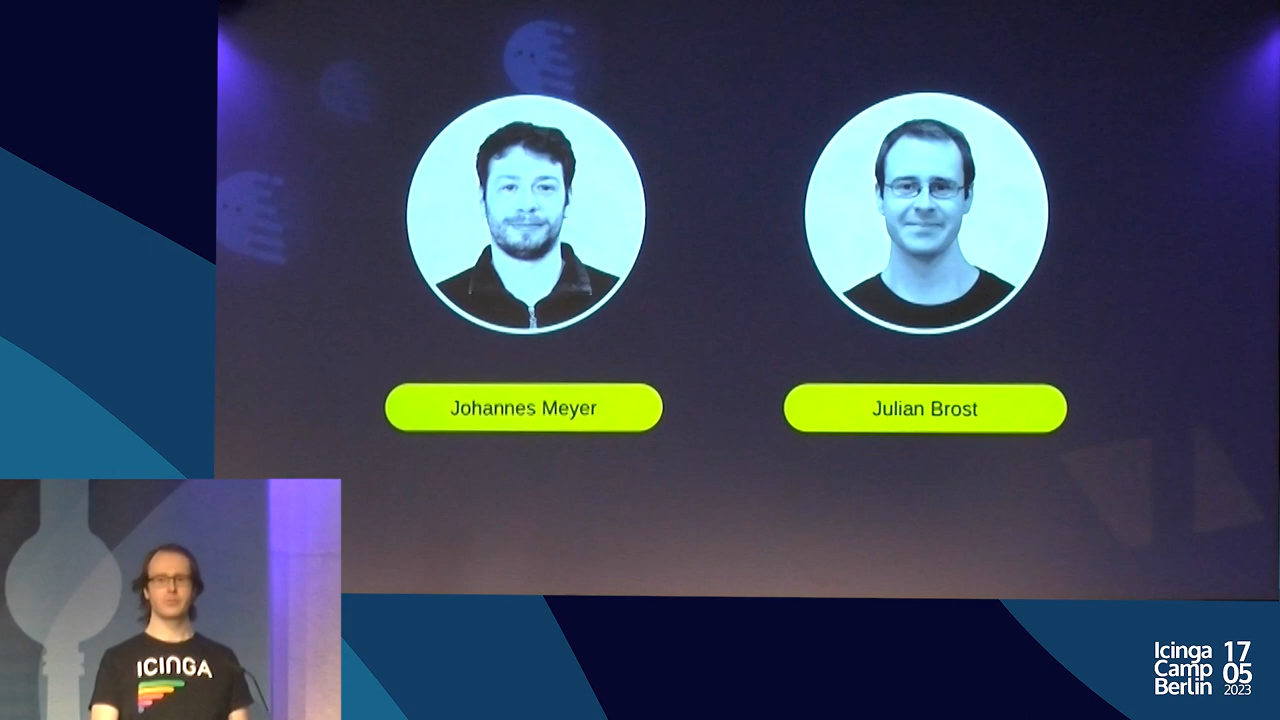 Johannes Meyer
Julian Brost
ICINGA
Icinga
Camp
Berlin
17
05
2023